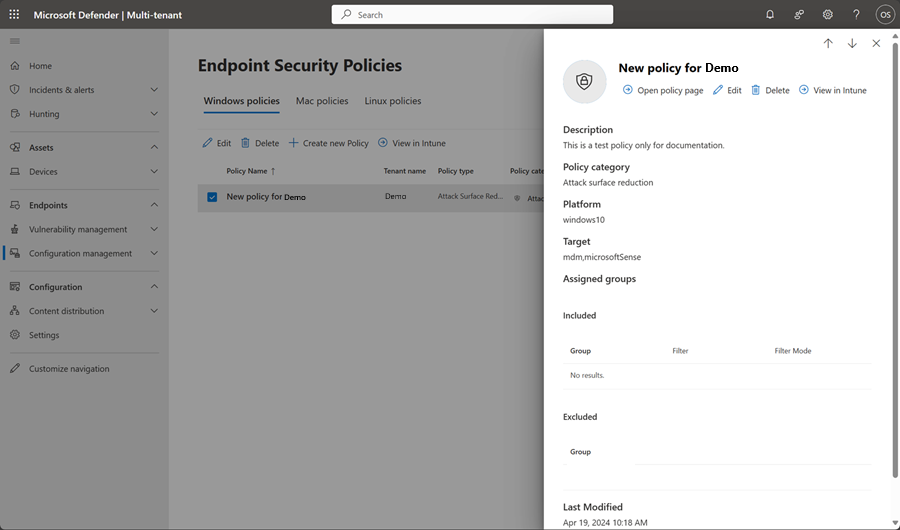 Microsoft Defender | Multi-tenant
Search
OS
Home
Incidents & alerts
Hunting
Assets
Devices
Endpoints
Vulnerability management
Configuration management
Configuration
Content distribution
Settings
Customize navigation
Endpoint Security Policies
Windows policies Mac policies Linux policies
Edit Delete Create new Policy View in Intune
Policy Name ↑ Tenant name Policy type Policy cate
New policy for Demo Demo Attack Surface Red... Attac
New policy for Demo
Open policy page Edit Delete View in Intune
Description
This is a test policy only for documentation.
Policy category
Attack surface reduction
Platform
windows10
Target
mdm,microsoftSense
Assigned groups
Included
Group Filter Filter Mode
No results.
Excluded
Group
Last Modified
Apr 19, 2024 10:18 AM